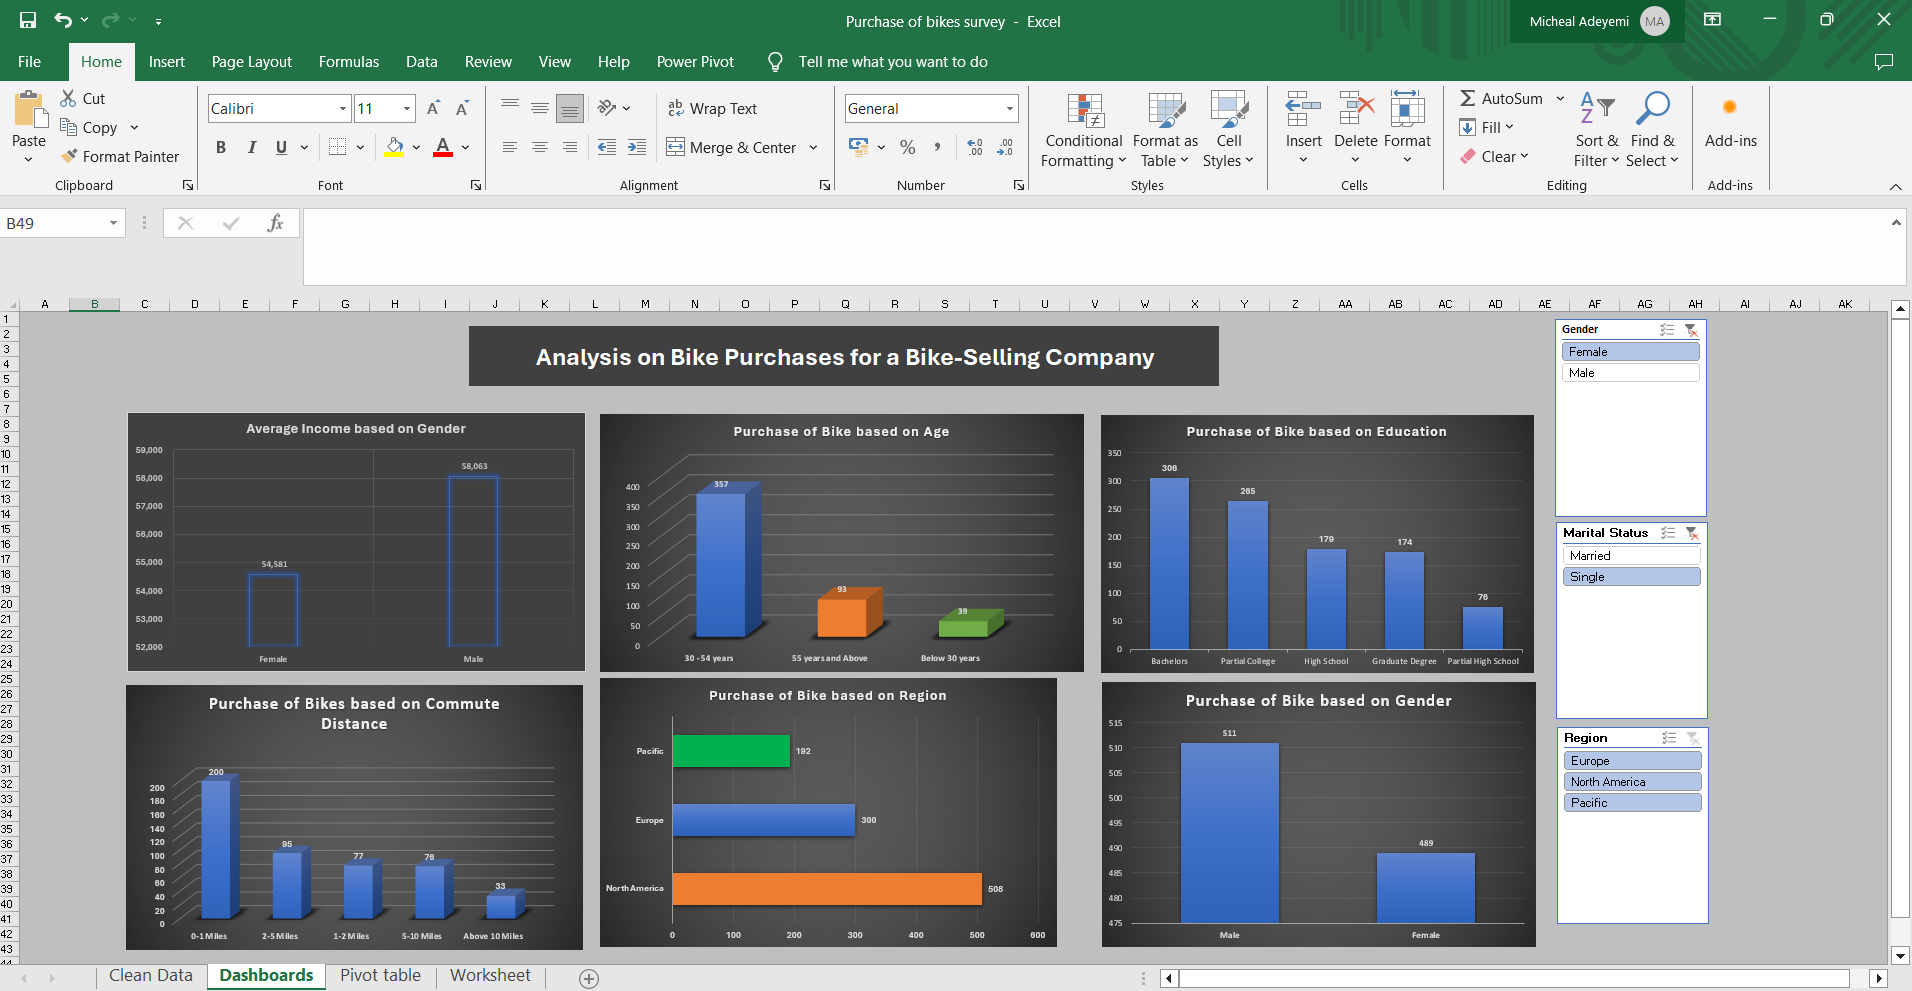 Purchase of bikes survey - Excel
Micheal Adeyemi MA
File Home Insert Page Layout Formulas Data Review View Help Power Pivot Tell me what you want to do
Paste
Cut
Copy
Format Painter
Clipboard
Calibri 11
B I U
Font
Wrap Text
Merge & Center
Alignment
General
Number
Conditional Formatting
Format as Table
Cell Styles
Styles
Insert Delete Format
Cells
AutoSum
Fill
Clear
Sort & Filter
Find & Select
Editing
Add-ins
Add-ins
B49
fx
A B C D E F G H I J K L M N O P Q R S T U V W X Y Z AA AB AC AD AE AF AG AH AI AJ AK
1
2
3
4
5
6
7
8
9
10
11
12
13
14
15
16
17
18
19
20
21
22
23
24
25
26
27
28
29
30
31
32
33
34
35
36
37
38
39
40
41
42
43
44
Analysis on Bike Purchases for a Bike-Selling Company
Average Income based on Gender
59,000
58,000
57,000
56,000
55,000
54,000
53,000
52,000
54,581
58,063
Female Male
Purchase of Bike based on Age
400
350
300
250
200
150
100
50
0
357
93
39
30 - 54 years 55 years and Above Below 30 years
Purchase of Bike based on Education
350
300
250
200
150
100
50
0
306
265
179
174
76
Bachelors Partial College High School Graduate Degree Partial High School
Purchase of Bikes based on Commute
Distance
200
180
160
140
120
100
80
60
40
20
0
200
95
77
76
33
0-1 Miles 2-5 Miles 1-2 Miles 5-10 Miles Above 10 Miles
Purchase of Bike based on Region
Pacific 192
Europe 300
North America 508
0 100 200 300 400 500 600
Purchase of Bike based on Gender
515
510
505
500
495
490
485
480
475
511
489
Male Female
Gender
Female
Male
Marital Status
Married
Single
Region
Europe
North America
Pacific
Clean Data Dashboards Pivot table Worksheet